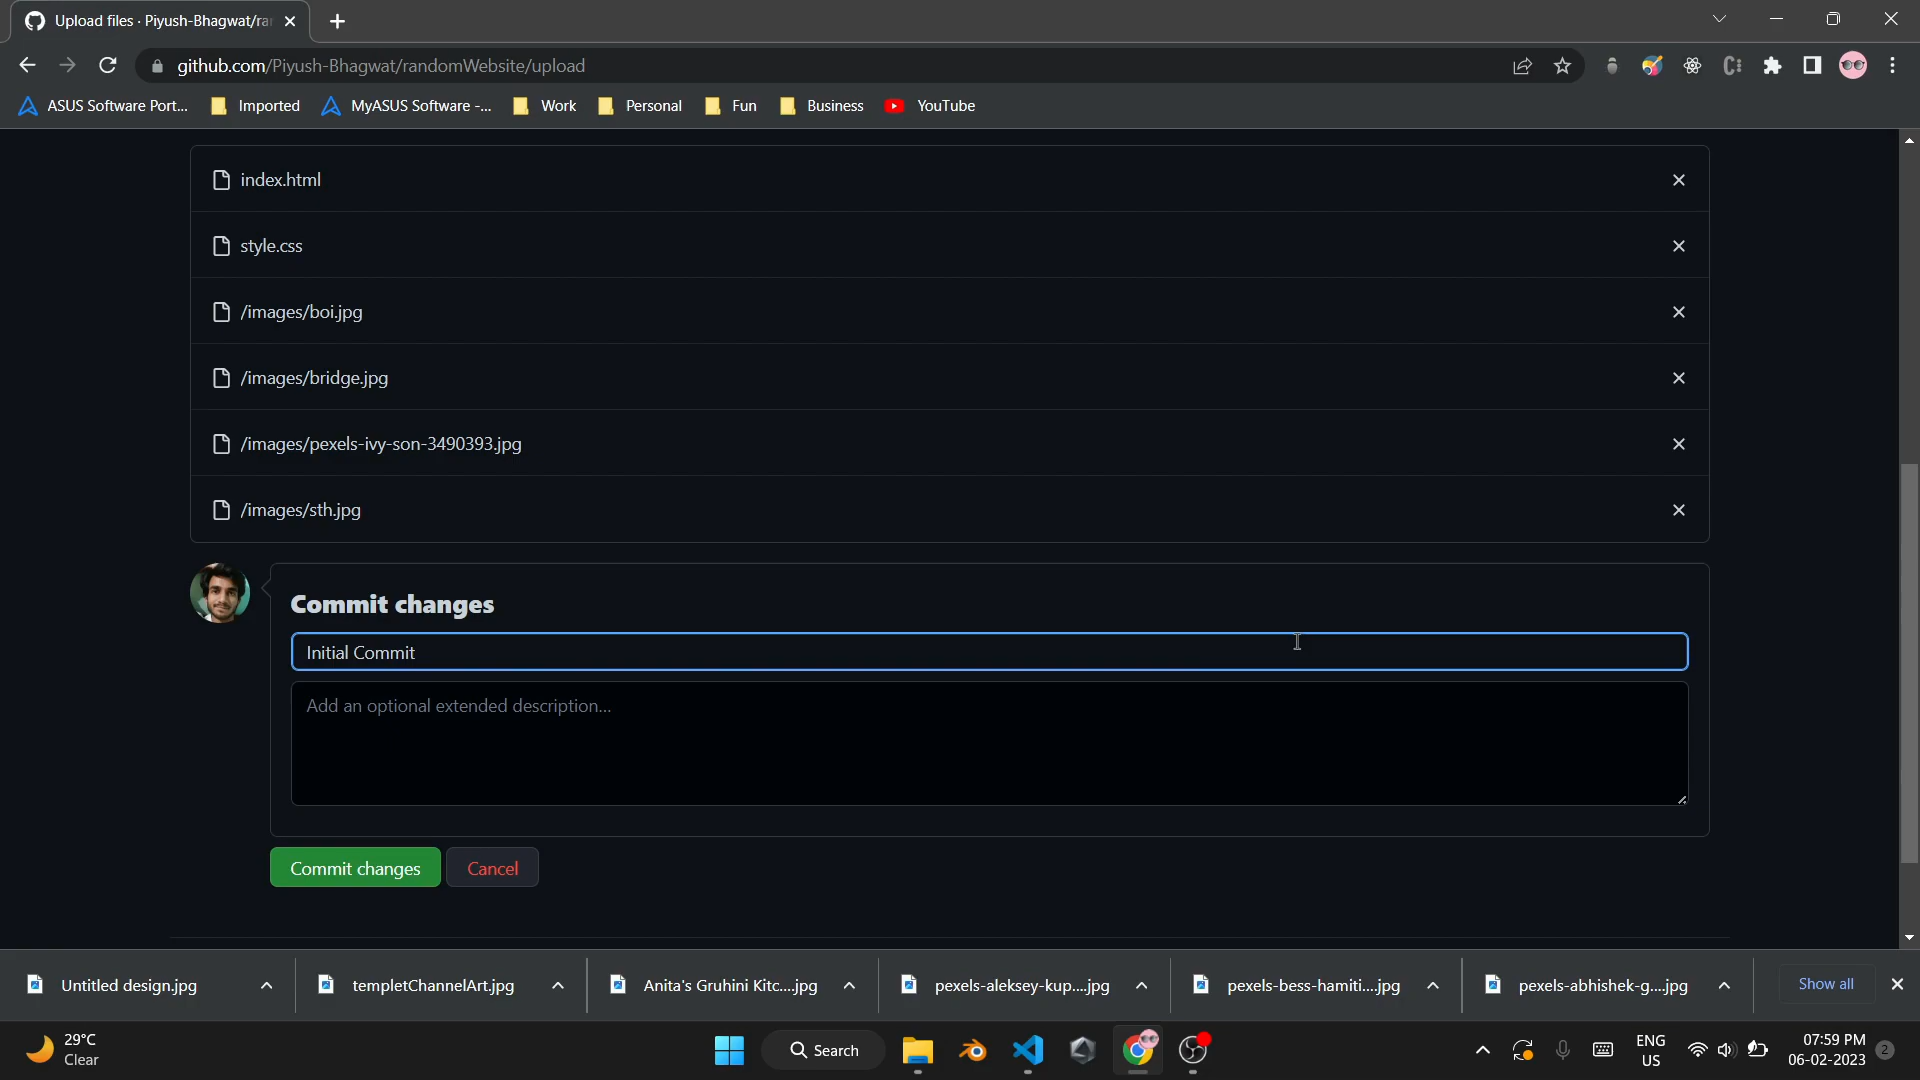 Upload files · Piyush-Bhagwat/ra
github.com/Piyush-Bhagwat/randomWebsite/upload
ASUS Software Port...
Imported
MyASUS Software -...
Work
Personal
Fun
Business
YouTube
index.html
style.css
/images/boi.jpg
/images/bridge.jpg
/images/pexels-ivy-son-3490393.jpg
/images/sth.jpg
Commit changes
Initial Commit
Add an optional extended description...
Commit changes
Cancel
Untitled design.jpg
templetChannelArt.jpg
Anita's Gruhini Kitc....jpg
pexels-aleksey-kup....jpg
pexels-bess-hamiti....jpg
pexels-abhishek-g....jpg
Show all
29°C
Clear
Search
ENG
US
07:59 PM
06-02-2023
2